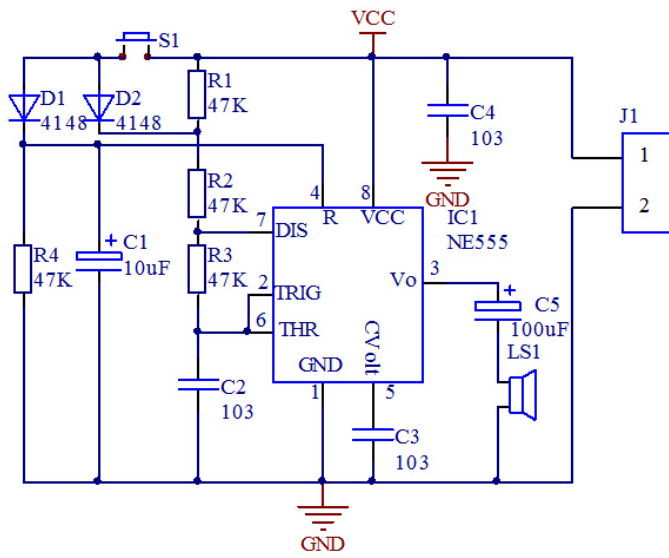 VCC
S1
D1
4148
D2
4148
R1
47K
C4
103
GND
J1
1
2
R2
47K
4
R
8
VCC
IC1
NE555
7
DIS
R4
47K
C1
10uF
R3
47K
2
TRIG
6
THR
Vo
3
C5
100uF
LS1
CVolt
GND
1
5
C2
103
C3
103
GND